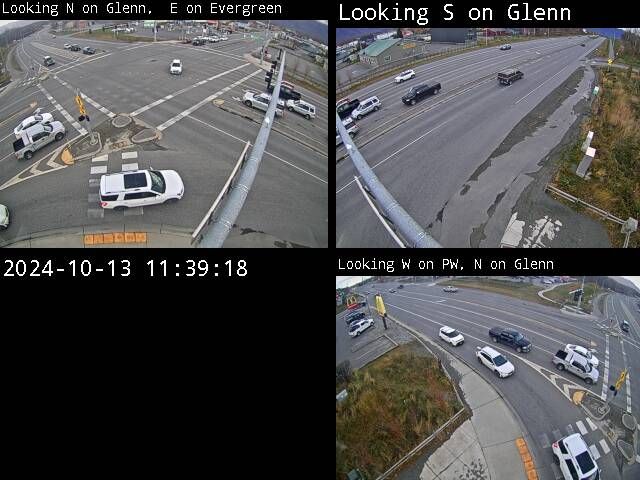 Looking N on Glenn, E on Evergreen
Looking S on Glenn
2024-10-13 11:39:18
Looking W on PW, N on Glenn